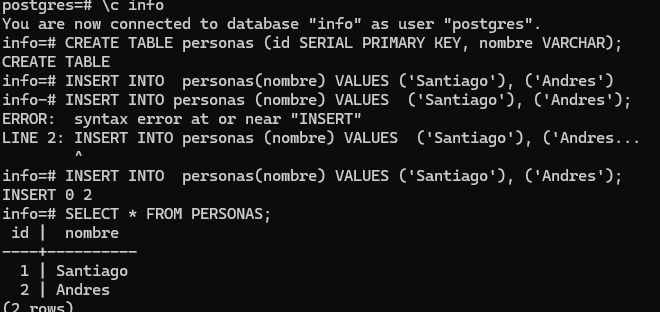 postgres=# \c info
You are now connected to database "info" as user "postgres".
info=# CREATE TABLE personas (id SERIAL PRIMARY KEY, nombre VARCHAR);
CREATE TABLE
info=# INSERT INTO  personas(nombre) VALUES ('Santiago'), ('Andres')
info-# INSERT INTO personas (nombre) VALUES  ('Santiago'), ('Andres');
ERROR:  syntax error at or near "INSERT"
LINE 2: INSERT INTO personas (nombre) VALUES  ('Santiago'), ('Andres...
        ^
info=# INSERT INTO  personas(nombre) VALUES ('Santiago'), ('Andres');
INSERT 0 2
info=# SELECT * FROM PERSONAS;
 id |  nombre
----+----------
  1 | Santiago
  2 | Andres
(2 rows)